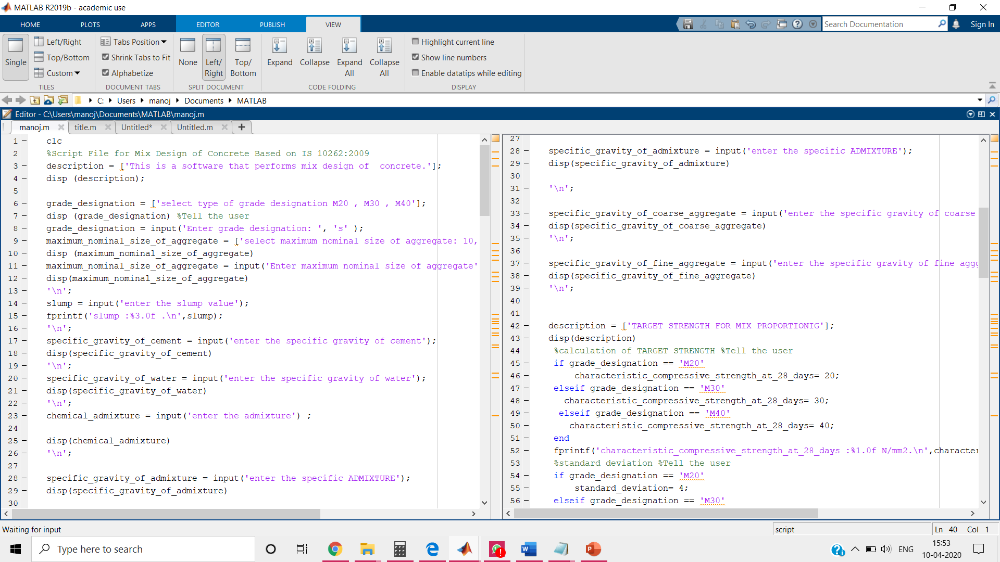 MATLAB R2019b - academic use
HOME PLOTS APPS EDITOR PUBLISH VIEW Search Documentation Sign In
Single Left/Right Top/Bottom Custom
TILES
Tabs Position Shrink Tabs to Fit Alphabetize
DOCUMENT TABS
None Left/Right Top/Bottom
SPLIT DOCUMENT
Expand Collapse Expand All Collapse All
CODE FOLDING
Highlight current line
Show line numbers
Enable datatips while editing
DISPLAY
C: Users manoj Documents MATLAB
Editor - C:\Users\manoj\Documents\MATLAB\manoj.m
manoj.m title.m Untitled* Untitled.m +
1 clc
2 %Script File for Mix Design of Concrete Based on IS 10262:2009
3 description = ['This is a software that performs mix design of  concrete.'];
4 disp (description);
5
6 grade_designation = ['select type of grade designation M20 , M30 , M40'];
7 disp (grade_designation) %Tell the user
8 grade_designation = input('Enter grade designation: ', 's' );
9 maximum_nominal_size_of_aggregate = ['select maximum nominal size of aggregate: 10,
10 disp (maximum_nominal_size_of_aggregate)
11 maximum_nominal_size_of_aggregate = input('Enter maximum nominal size of aggregate'
12 disp(maximum_nominal_size_of_aggregate)
13 '\n';
14 slump = input('enter the slump value');
15 fprintf('slump :%3.0f .\n',slump);
16 '\n';
17 specific_gravity_of_cement = input('enter the specific gravity of cement');
18 disp(specific_gravity_of_cement)
19 '\n';
20 specific_gravity_of_water = input('enter the specific gravity of water');
21 disp(specific_gravity_of_water)
22 '\n';
23 chemical_admixture = input('enter the admixture') ;
24
25 disp(chemical_admixture)
26 '\n';
27
28 specific_gravity_of_admixture = input('enter the specific ADMIXTURE');
29 disp(specific_gravity_of_admixture)
30
27
28 specific_gravity_of_admixture = input('enter the specific ADMIXTURE');
29 disp(specific_gravity_of_admixture)
30
31 '\n';
32
33 specific_gravity_of_coarse_aggregate = input('enter the specific gravity of coarse
34 disp(specific_gravity_of_coarse_aggregate)
35 '\n';
36
37 specific_gravity_of_fine_aggregate = input('enter the specific gravity of fine agg
38 disp(specific_gravity_of_fine_aggregate)
39 '\n';
40
41
42 description = ['TARGET STRENGTH FOR MIX PROPORTIONIG'];
43 disp(description)
44 %calculation of TARGET STRENGTH %Tell the user
45 if grade_designation == 'M20'
46 characteristic_compressive_strength_at_28_days= 20;
47 elseif grade_designation == 'M30'
48 characteristic_compressive_strength_at_28_days= 30;
49 elseif grade_designation == 'M40'
50 characteristic_compressive_strength_at_28_days= 40;
51 end
52 fprintf('characteristic_compressive_strength_at_28_days :%1.0f N/mm2.\n',character
53 %standard deviation %Tell the user
54 if grade_designation == 'M20'
55 standard_deviation= 4;
56 elseif grade_designation == 'M30'
Waiting for input script Ln 40 Col 1
Type here to search
ENG 15:53
10-04-2020